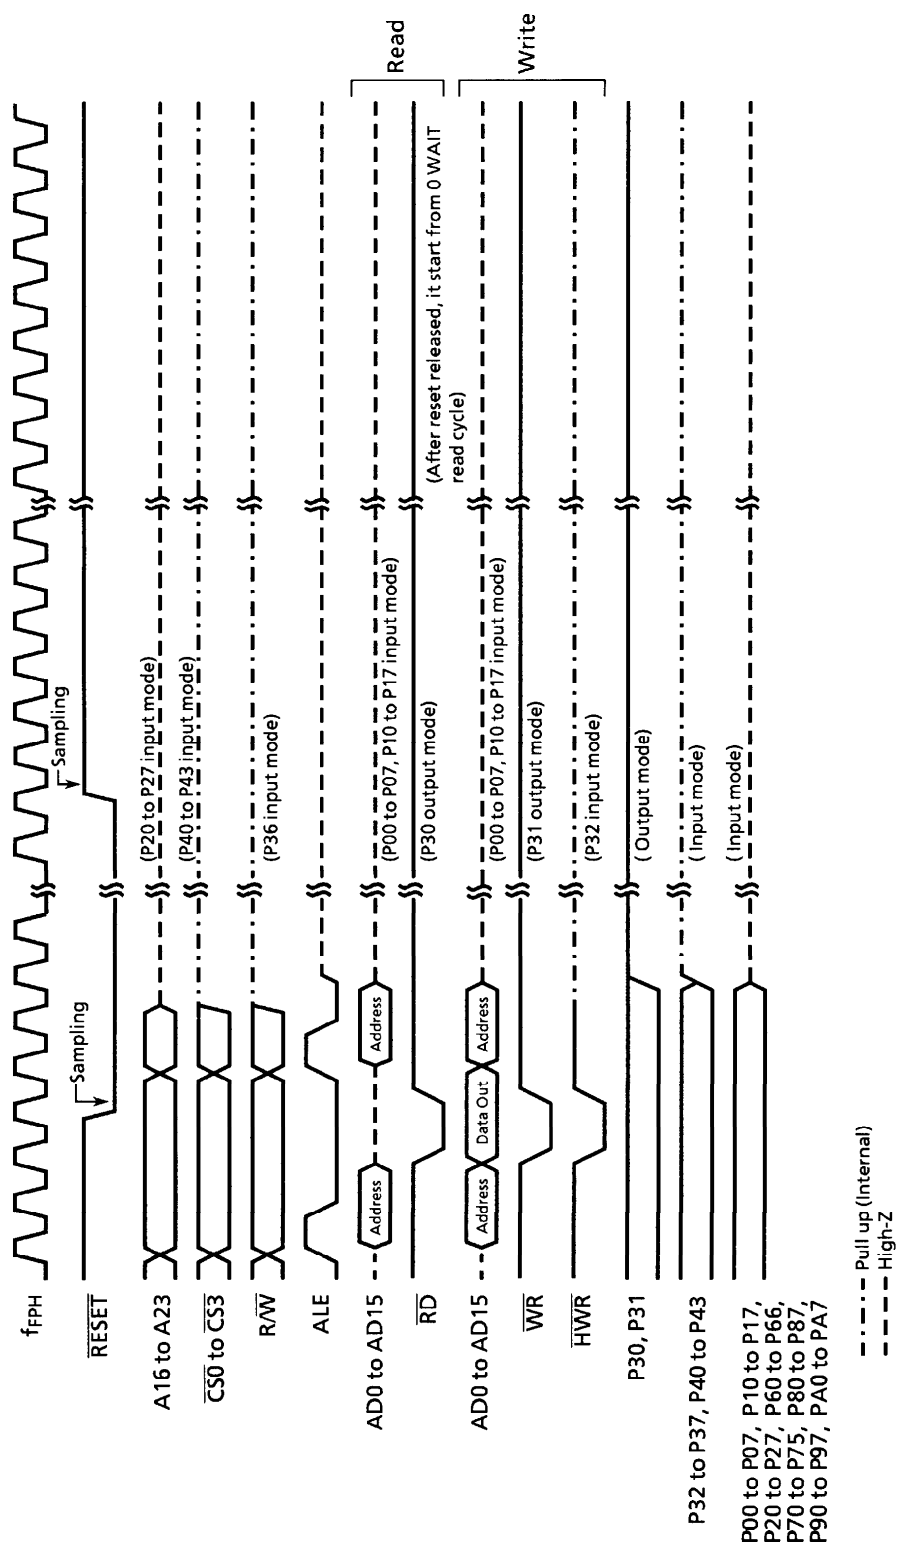 fFPH
RESET
Sampling
Sampling
A16 to A23
(P20 to P27 input mode)
CS0 to CS3
(P40 to P43 input mode)
R/W
(P36 input mode)
ALE
AD0 to AD15
Address
Address
(P00 to P07, P10 to P17 input mode)
RD
(P30 output mode)
(After reset released, it start from 0 WAIT
read cycle)
Read
AD0 to AD15
Address
Data Out
Address
(P00 to P07, P10 to P17 input mode)
WR
(P31 output mode)
HWR
(P32 input mode)
Write
P30, P31
( Output mode)
P32 to P37, P40 to P43
( Input mode)
P00 to P07, P10 to P17,
P20 to P27, P60 to P66,
P70 to P75, P80 to P87,
P90 to P97, PA0 to PA7
( Input mode)
Pull up (Internal)
High-Z